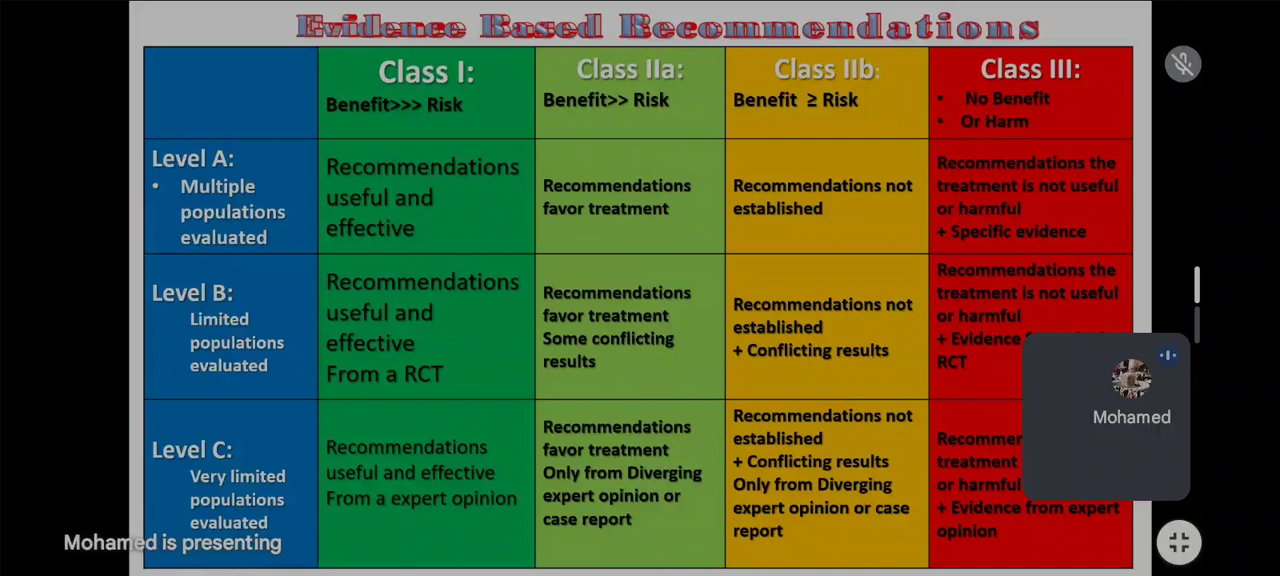 Evidence Based Recommendations
Class I:
Benefit>>> Risk
Class IIa:
Benefit>> Risk
Class IIb:
Benefit ≥ Risk
Class III:
• No Benefit
• Or Harm
Level A:
• Multiple
populations
evaluated
Recommendations
useful and
effective
Recommendations
favor treatment
Recommendations not
established
Recommendations the
treatment is not useful
or harmful
+ Specific evidence
Level B:
Limited
populations
evaluated
Recommendations
useful and
effective
From a RCT
Recommendations
favor treatment
Some conflicting
results
Recommendations not
established
+ Conflicting results
Recommendations the
treatment is not useful
or harmful
+ Evidence
RCT
Level C:
Very limited
populations
evaluated
Recommendations
useful and effective
From a expert opinion
Recommendations
favor treatment
Only from Diverging
expert opinion or
case report
Recommendations not
established
+ Conflicting results
Only from Diverging
expert opinion or case
report
treatment
or harmful
+ Evidence from expert
opinion
Mohamed
Mohamed is presenting